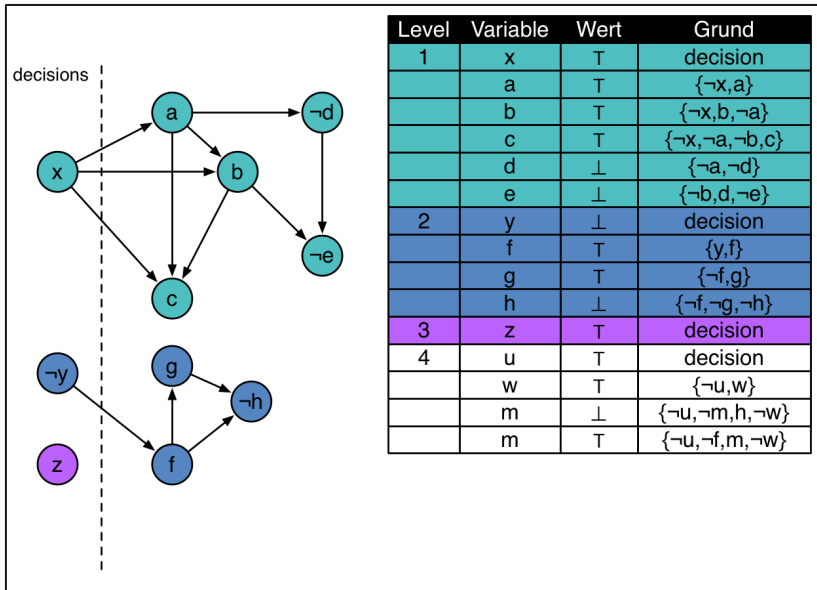 Level Variable Wert Grund
1 x ⊤ decision
a ⊤ {¬x,a}
b ⊤ {¬x,b,¬a}
c ⊤ {¬x,¬a,¬b,c}
d ⊥ {¬a,¬d}
e ⊥ {¬b,d,¬e}
2 y ⊥ decision
f ⊤ {y,f}
g ⊤ {¬f,g}
h ⊥ {¬f,¬g,¬h}
3 z ⊤ decision
4 u ⊤ decision
w ⊤ {¬u,w}
m ⊥ {¬u,¬m,h,¬w}
m ⊤ {¬u,¬f,m,¬w}
decisions
a ¬d
x b
¬e
c
¬y g
¬h
z f